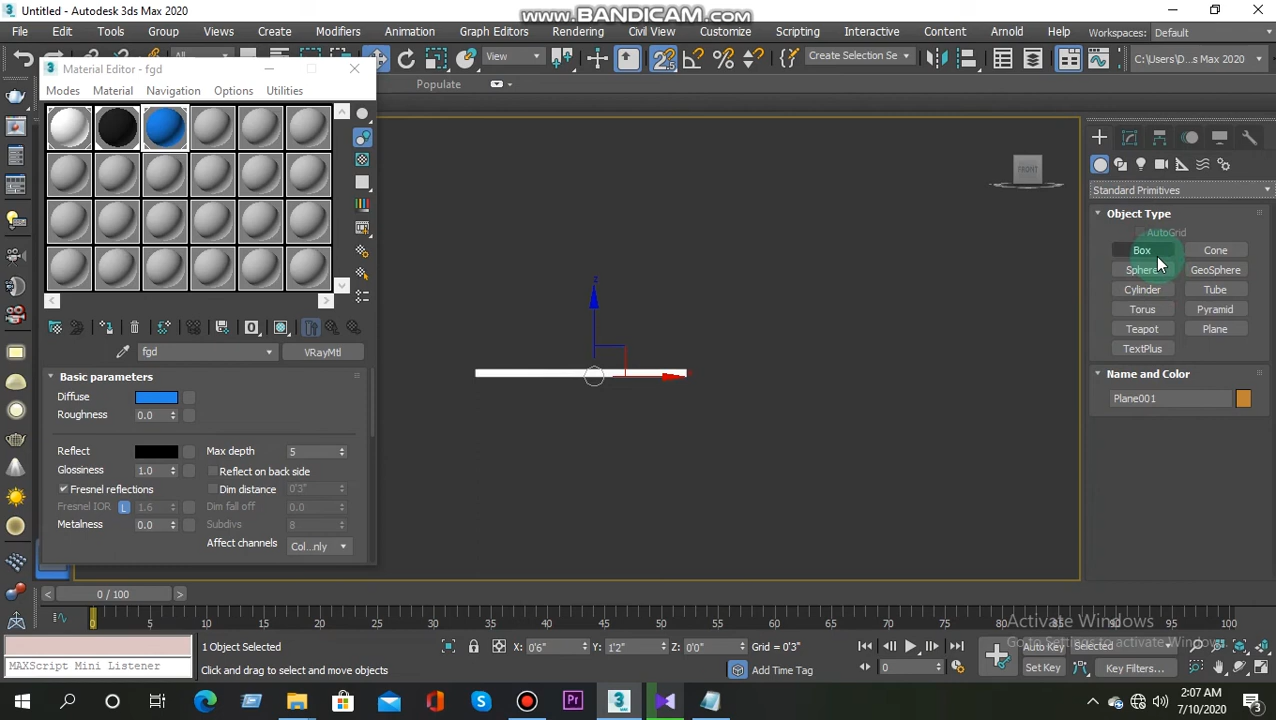 Untitled - Autodesk 3ds Max 2020
www.BANDICAM.com
File Edit Tools Group Views Create Modifiers Animation Graph Editors Rendering Civil View Customize Scripting Interactive Content Arnold Help Workspaces: Default
All View Create Selection Se C:\Users\D...s Max 2020
Material Editor - fgd
Populate
Modes Material Navigation Options Utilities
FRONT
Standard Primitives
Object Type
AutoGrid
Box Cone
Sphere GeoSphere
Cylinder Tube
Torus Pyramid
Teapot Plane
TextPlus
Name and Color
Plane001
z
fgd VRayMtl
Basic parameters
Diffuse
Roughness 0.0
Reflect Max depth 5
Glossiness 1.0 Reflect on back side
Fresnel reflections Dim distance 0'3"
Fresnel IOR L 1.6 Dim fall off 0.0
Metalness 0.0 Subdivs 8
Affect channels Col...nly
< 0 / 100 >
0 5 10 15 20 25 30 35 40 45 50 55 60 65 70 75 80 85 90 95 100
Activate Windows
Go to Settings to activate Windows.
1 Object Selected X: 0'6" Y: 1'2" Z: 0'0" Grid = 0'3" Auto Key Selected
MAXScript Mini Listener Click and drag to select and move objects Add Time Tag 0 Set Key Key Filters...
2:07 AM
7/10/2020
3